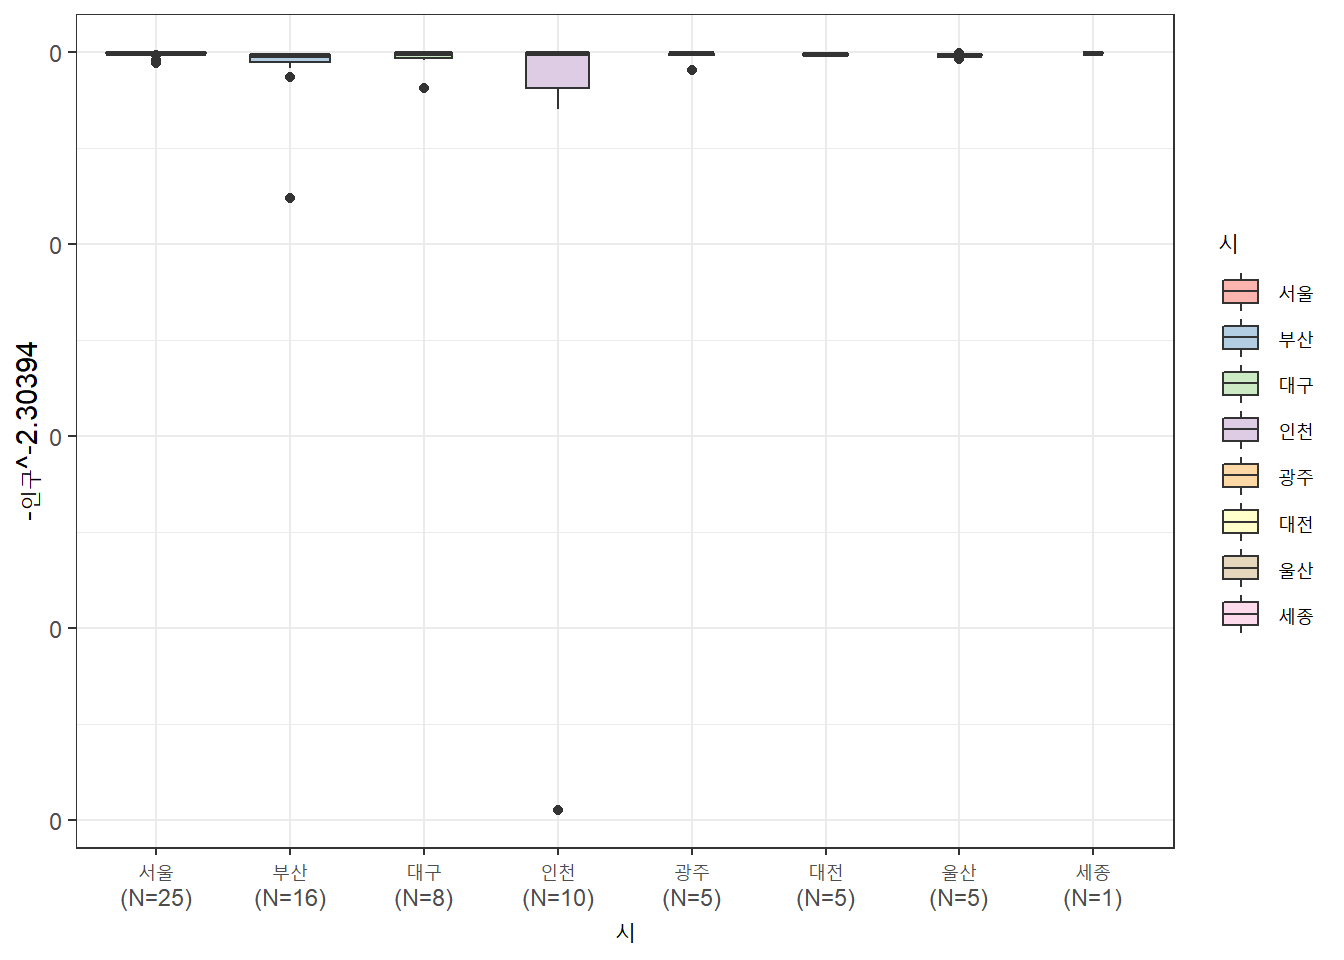 0
0
0
0
0
-인구^-2.30394
서울
(N=25)
부산
(N=16)
대구
(N=8)
인천
(N=10)
광주
(N=5)
대전
(N=5)
울산
(N=5)
세종
(N=1)
시
시
서울
부산
대구
인천
광주
대전
울산
세종